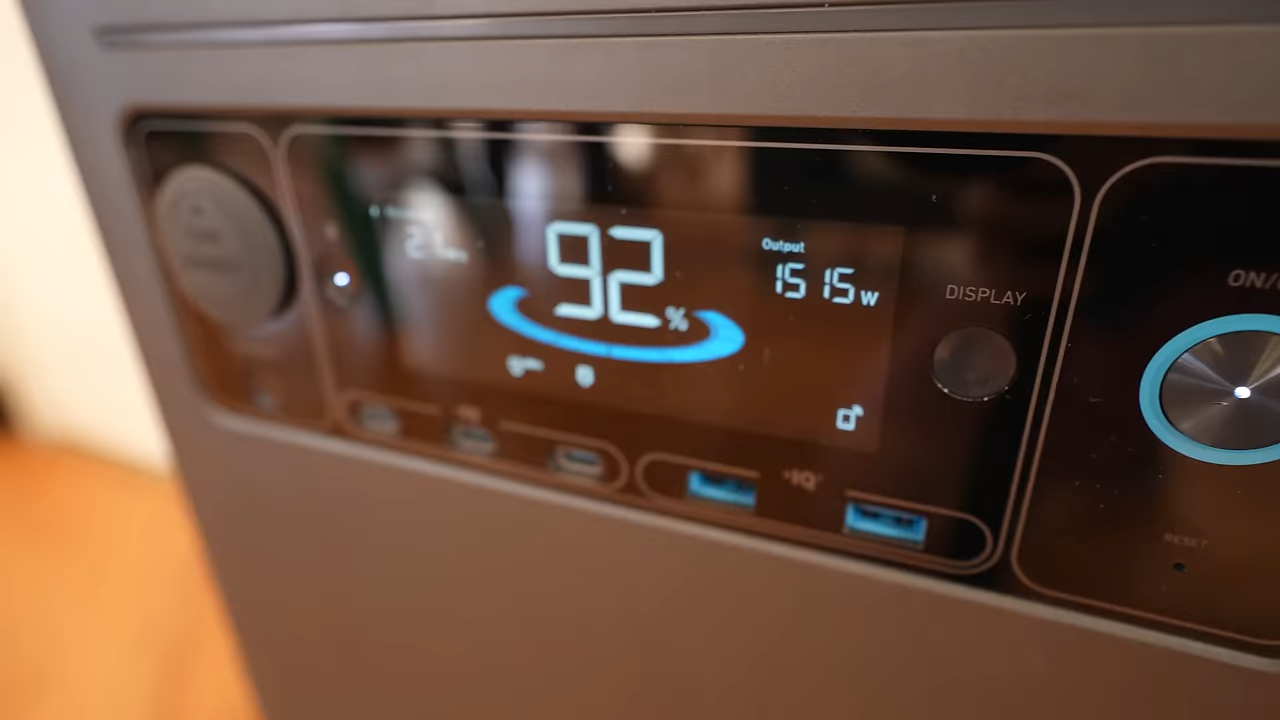 92
%
Output
1515W
DISPLAY
ON/
IQ
RESET